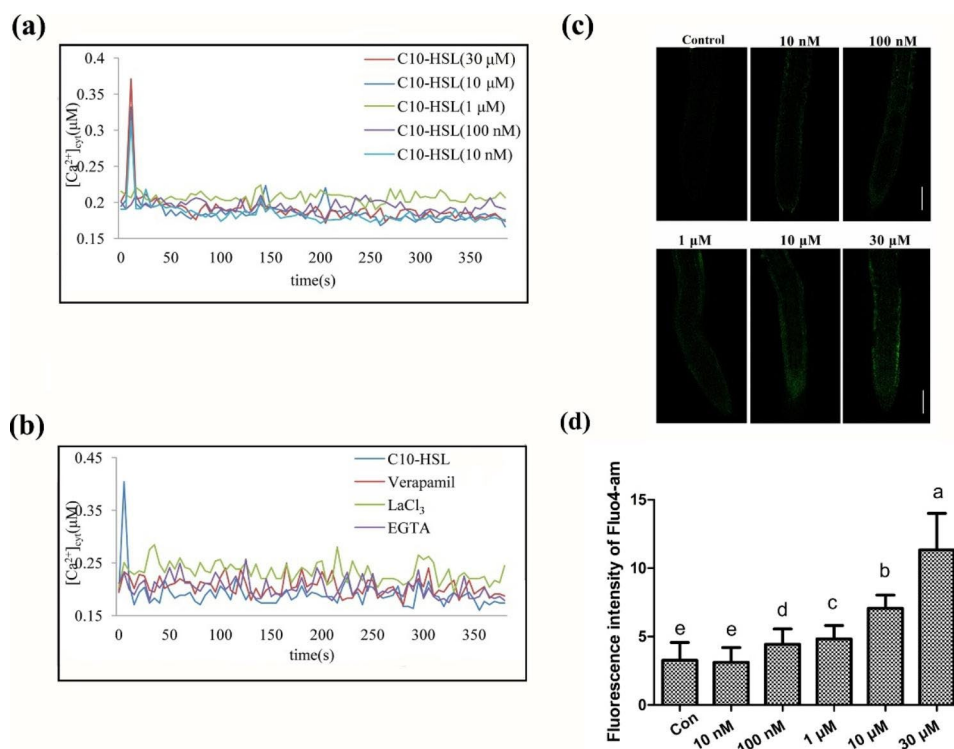 (a)
0.4
0.35
0.3
0.2
0.15
[Ca²⁺]cyt(μM)
C10-HSL(30 μM)
C10-HSL(10 μM)
C10-HSL(1 μM)
C10-HSL(100 nM)
C10-HSL(10 nM)
0 50 100 150 200 250 300 350
time(s)
(b)
0.45
0.25
0.15
[Ca²⁺]cyt(μM)
C10-HSL
Verapamil
LaCl₃
EGTA
0 50 100 150 200 250 300 350
time(s)
(c)
Control 10 nM 100 nM
1 μM 10 μM 30 μM
(d)
Fluorescence intensity of Fluo4-am
15
10
5
0
e e d c b a
Con 10 nM 100 nM 1 μM 10 μM 30 μM